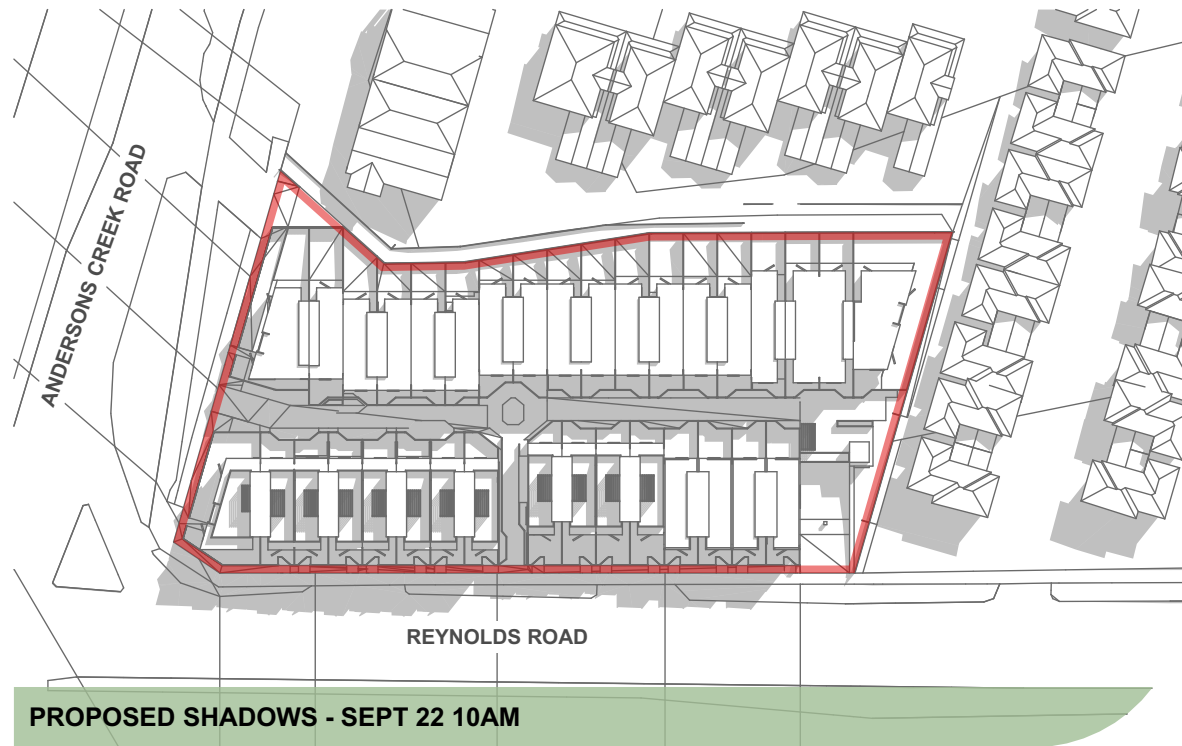 ANDERSONS CREEK ROAD
REYNOLDS ROAD
PROPOSED SHADOWS - SEPT 22 10AM